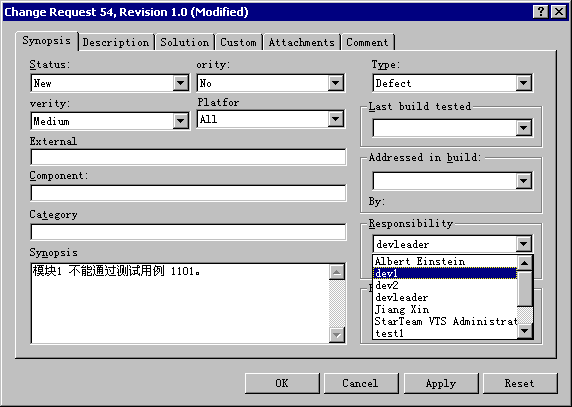 Change Request 54, Revision 1.0 (Modified)
Synopsis Description Solution Custom Attachments Comment
Status: ority: Type:
New No Defect
verity: Platfor Last build tested
Medium All
External
Addressed in build:
Component:
By:
Category
Responsibility
devleader
Synopsis
模块1 不能通过测试用例 1101。
Albert Einstein
dev1
dev2
devleader
Jiang Xin
StarTeam VTS Administrat
test1
OK Cancel Apply Reset